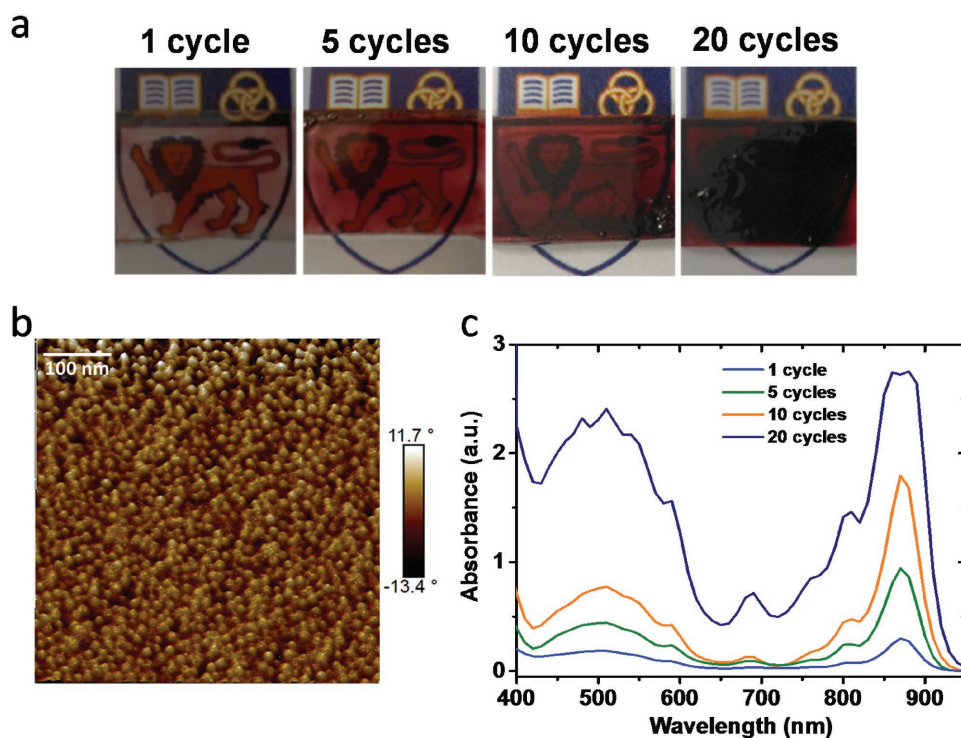 a
1 cycle 5 cycles 10 cycles 20 cycles
b
100 nm
11.7 °
-13.4 °
c
3
2
1
0
Absorbance (a.u.)
1 cycle
5 cycles
10 cycles
20 cycles
400 500 600 700 800 900
Wavelength (nm)